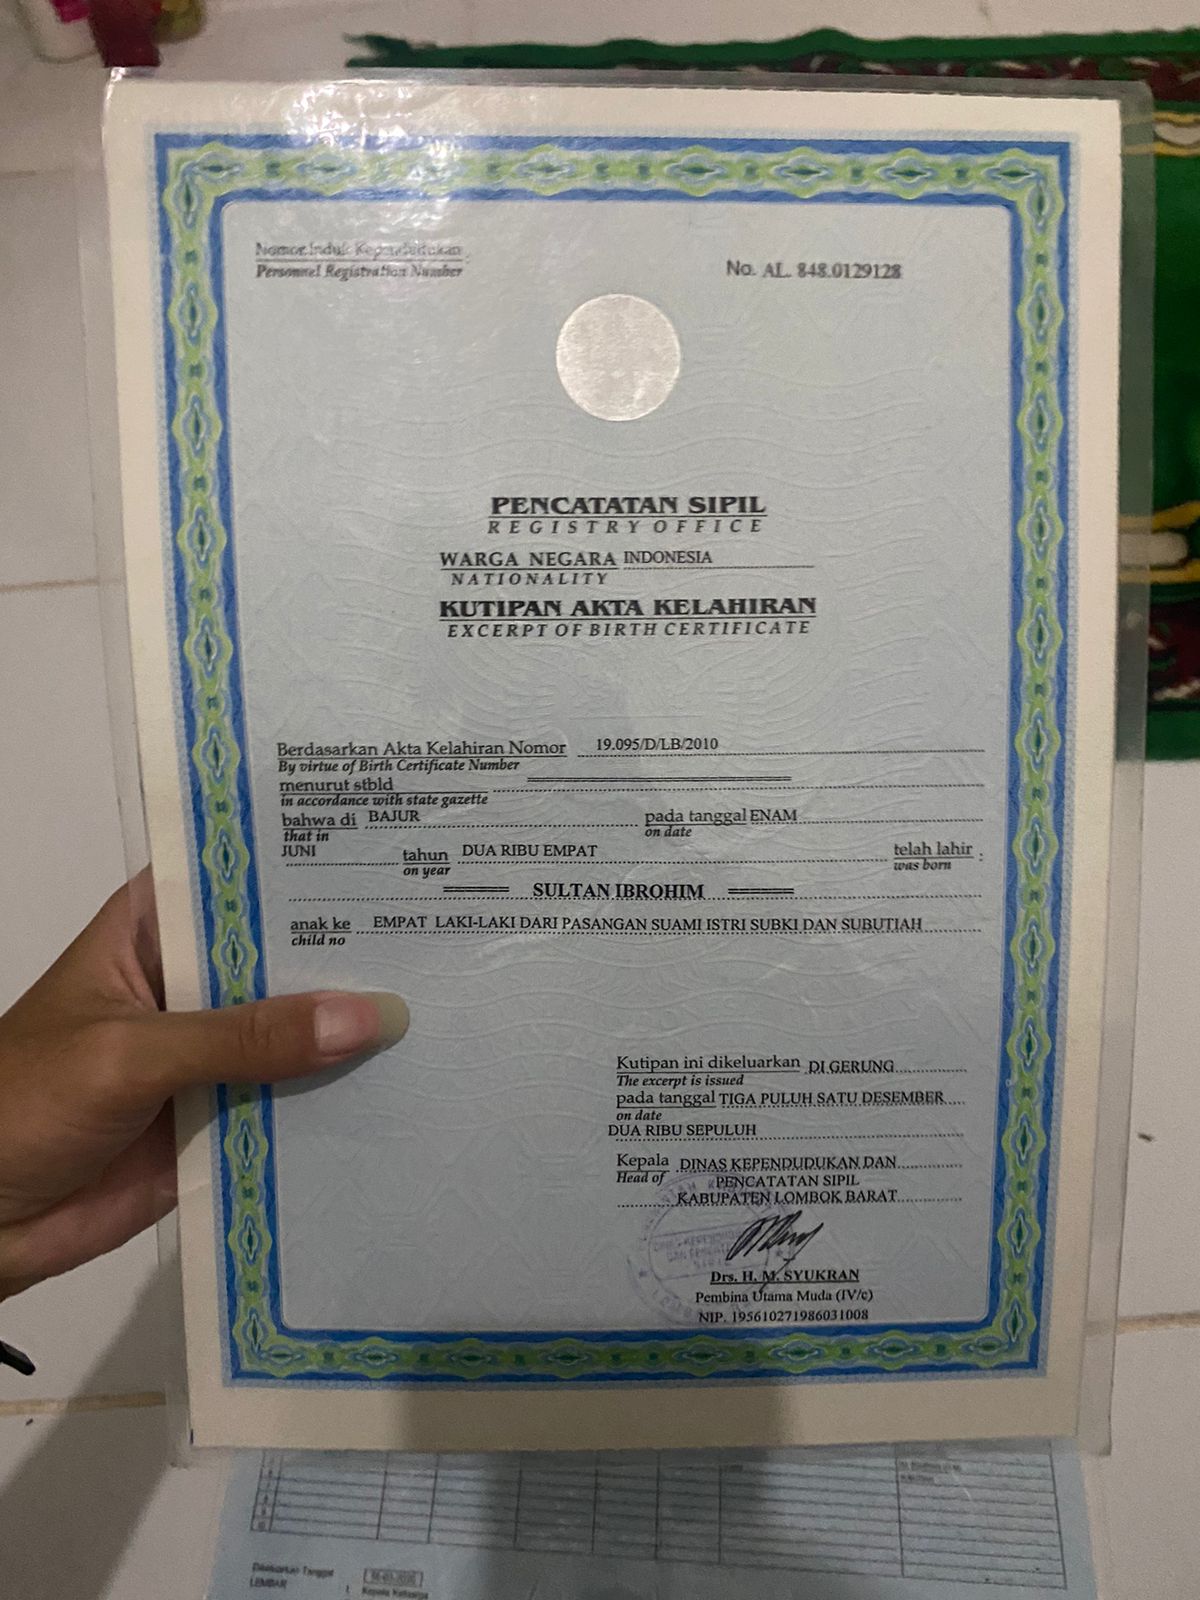 Nomor Induk Kependudukan :
Personnel Registration Number
No. AL. 848.0129128
PENCATATAN SIPIL
REGISTRY OFFICE
WARGA NEGARA INDONESIA
NATIONALITY
KUTIPAN AKTA KELAHIRAN
EXCERPT OF BIRTH CERTIFICATE
Berdasarkan Akta Kelahiran Nomor 19.095/D/LB/2010
By virtue of Birth Certificate Number
menurut stbld
in accordance with state gazette
bahwa di BAJUR pada tanggal ENAM
that in on date
JUNI tahun DUA RIBU EMPAT telah lahir :
on year was born
SULTAN IBROHIM
anak ke EMPAT LAKI-LAKI DARI PASANGAN SUAMI ISTRI SUBKI DAN SUBUTIAH
child no
Kutipan ini dikeluarkan DI GERUNG
The excerpt is issued
pada tanggal TIGA PULUH SATU DESEMBER
on date
DUA RIBU SEPULUH
Kepala DINAS KEPENDUDUKAN DAN
Head of PENCATATAN SIPIL
KABUPATEN LOMBOK BARAT
Drs. H. M. SYUKRAN
Pembina Utama Muda (IV/c)
NIP. 195610271986031008
Dikeluarkan Tanggal
LEMBAR : Kepala Keluarga